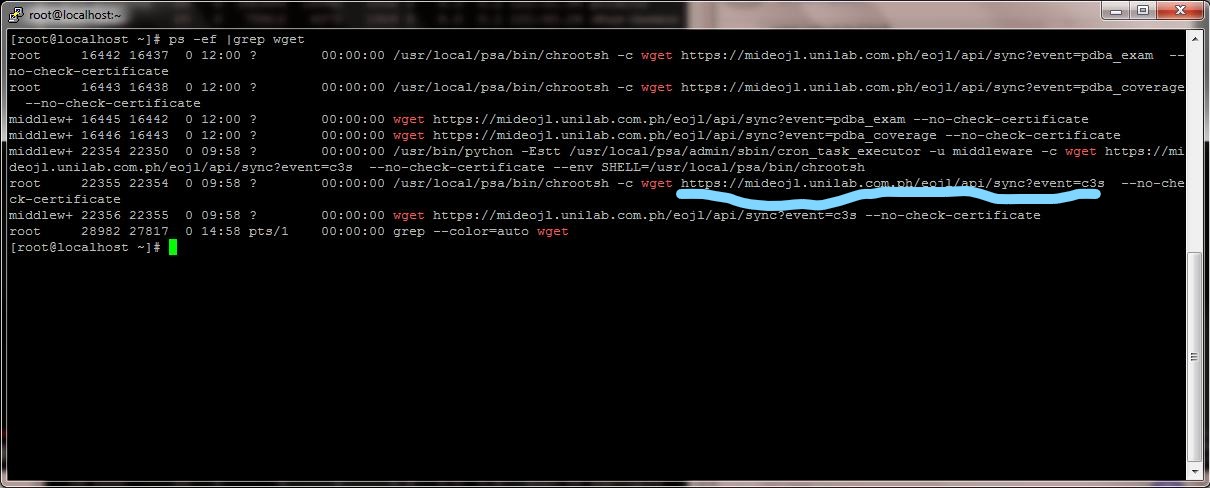 root@localhost:~
[root@localhost ~]# ps -ef |grep wget
root     16442 16437  0 12:00 ?        00:00:00 /usr/local/psa/bin/chrootsh -c wget https://mideojl.unilab.com.ph/eojl/api/sync?event=pdba_exam  --
no-check-certificate
root     16443 16438  0 12:00 ?        00:00:00 /usr/local/psa/bin/chrootsh -c wget https://mideojl.unilab.com.ph/eojl/api/sync?event=pdba_coverage
  --no-check-certificate
middlew+ 16445 16442  0 12:00 ?        00:00:00 wget https://mideojl.unilab.com.ph/eojl/api/sync?event=pdba_exam --no-check-certificate
middlew+ 16446 16443  0 12:00 ?        00:00:00 wget https://mideojl.unilab.com.ph/eojl/api/sync?event=pdba_coverage --no-check-certificate
middlew+ 22354 22350  0 09:58 ?        00:00:00 /usr/bin/python -Estt /usr/local/psa/admin/sbin/cron_task_executor -u middleware -c wget https://mi
deojl.unilab.com.ph/eojl/api/sync?event=c3s  --no-check-certificate --env SHELL=/usr/local/psa/bin/chrootsh
root     22355 22354  0 09:58 ?        00:00:00 /usr/local/psa/bin/chrootsh -c wget https://mideojl.unilab.com.ph/eojl/api/sync?event=c3s  --no-che
ck-certificate
middlew+ 22356 22355  0 09:58 ?        00:00:00 wget https://mideojl.unilab.com.ph/eojl/api/sync?event=c3s --no-check-certificate
root     28982 27817  0 14:58 pts/1    00:00:00 grep --color=auto wget
[root@localhost ~]#